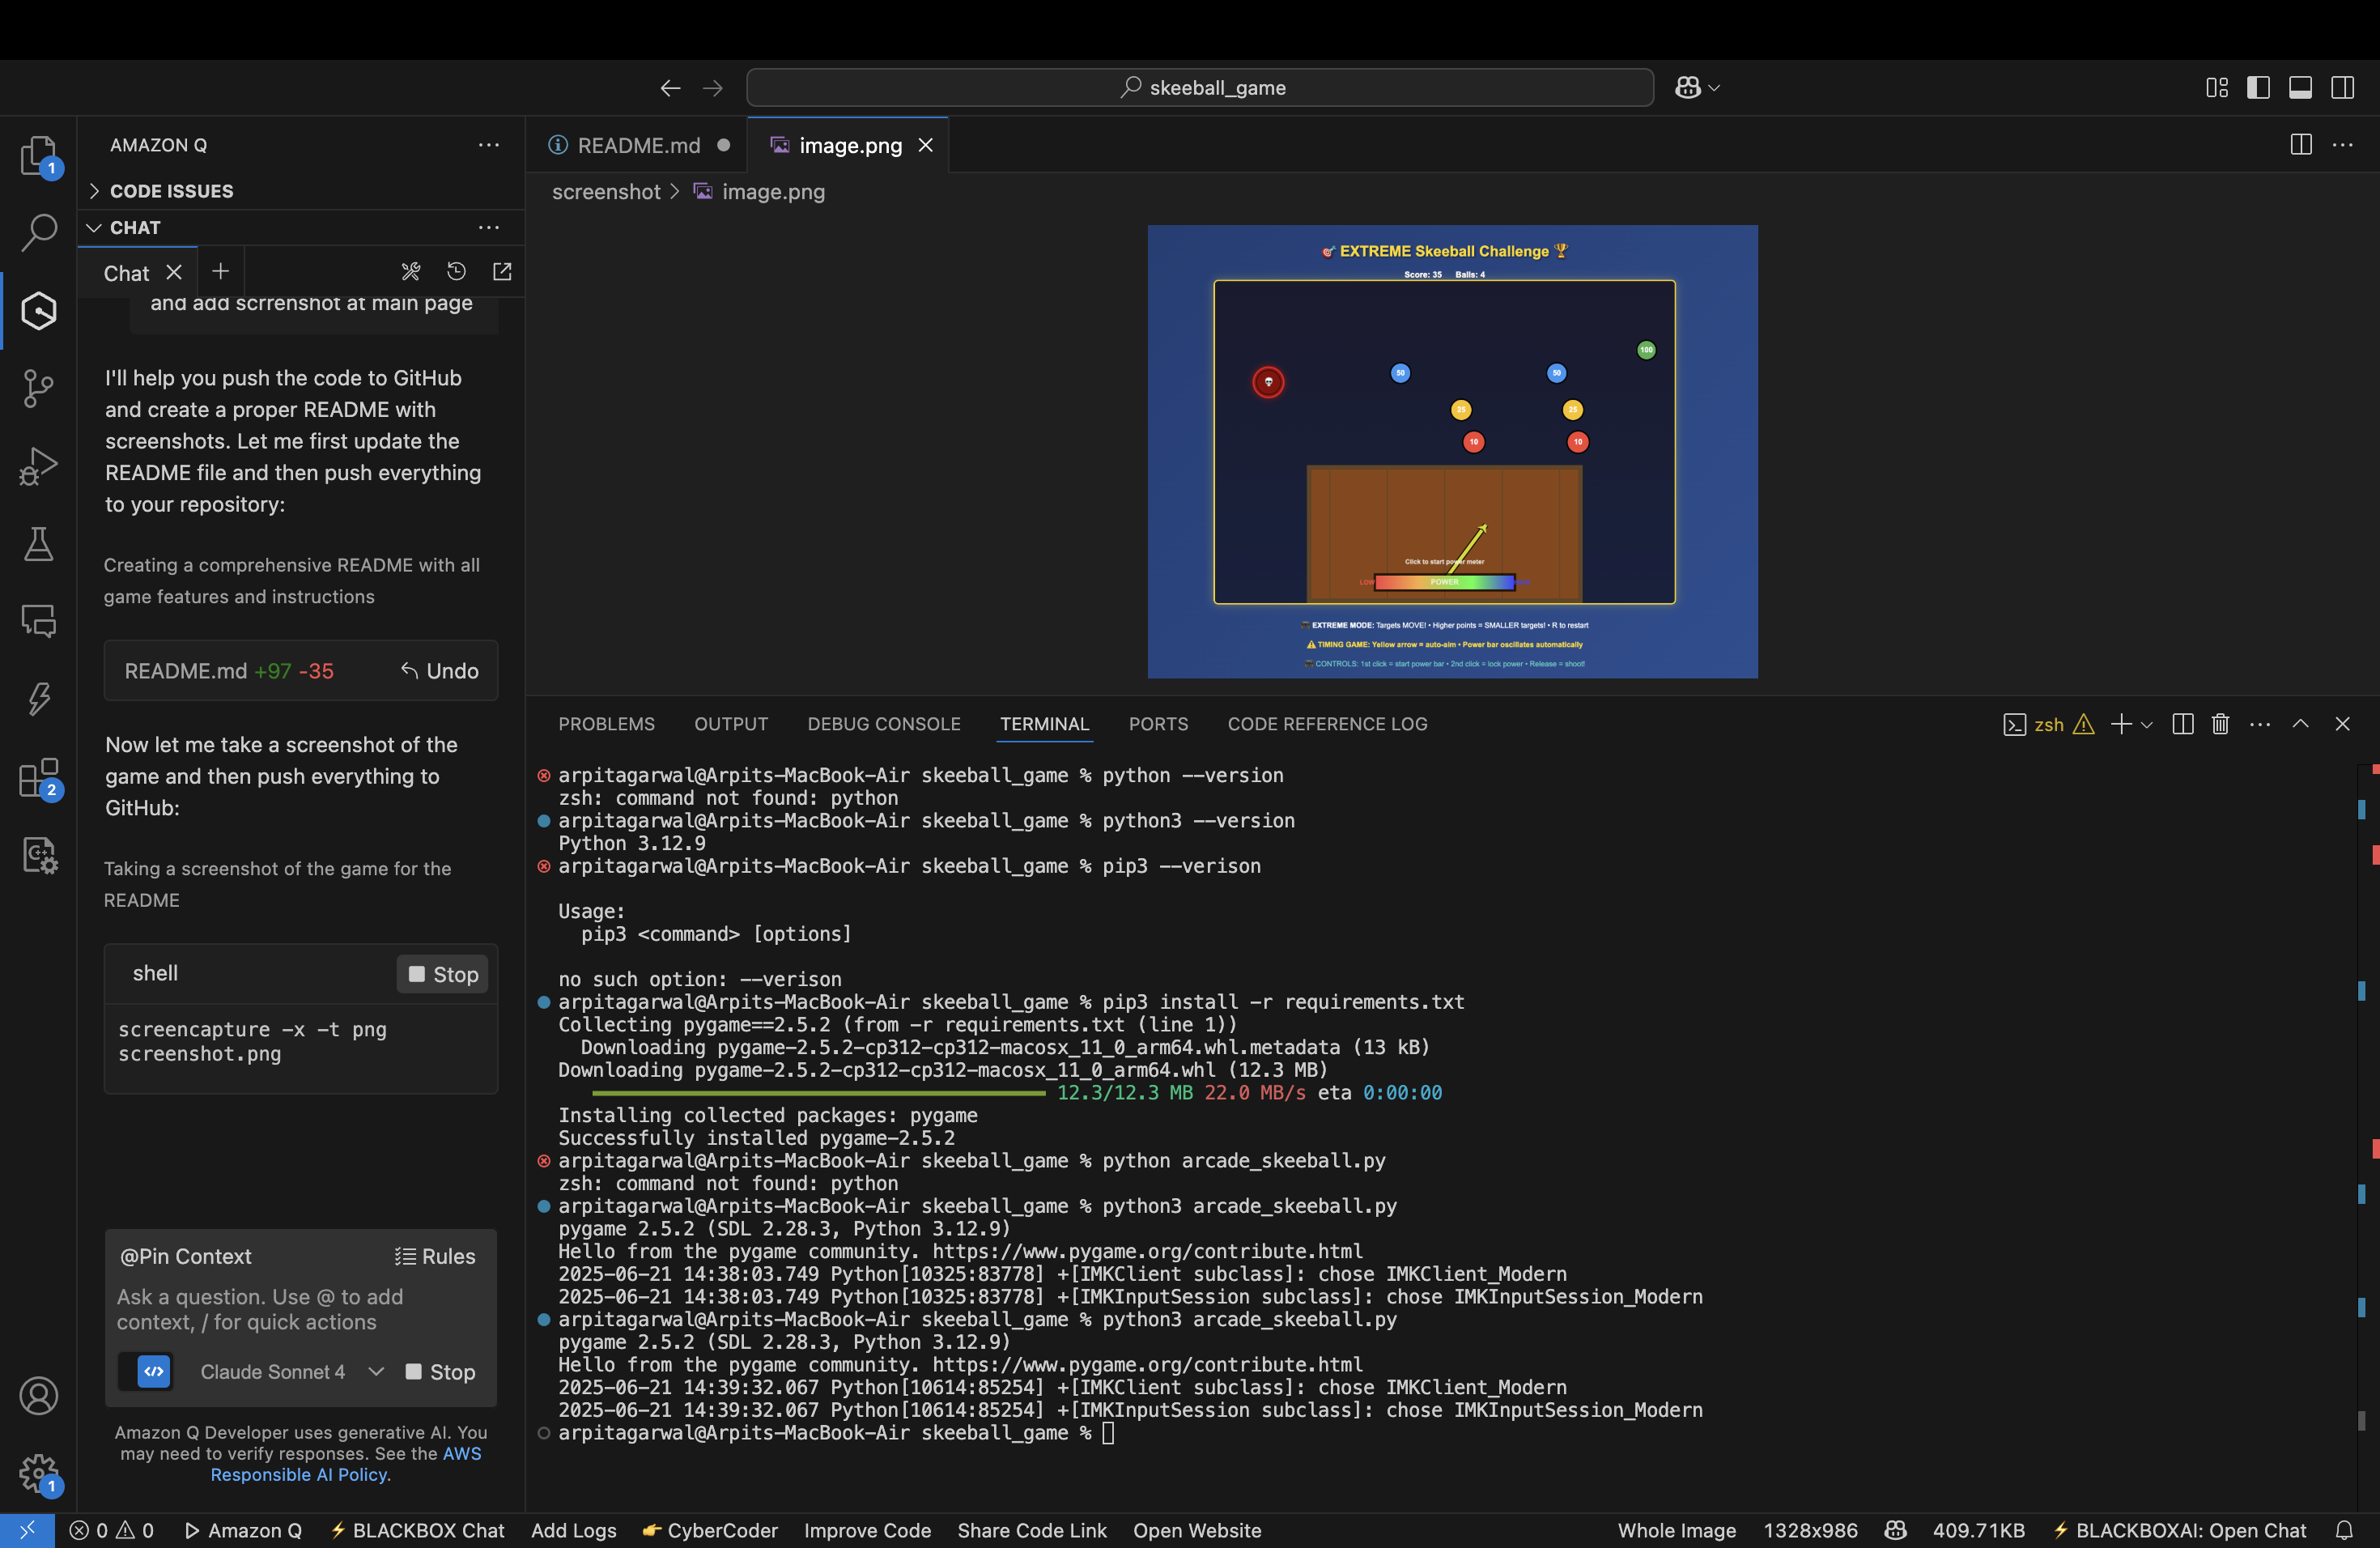 skeeball_game
AMAZON Q
CODE ISSUES
CHAT
Chat
and add scrrenshot at main page
I'll help you push the code to GitHub
and create a proper README with
screenshots. Let me first update the
README file and then push everything
to your repository:
Creating a comprehensive README with all
game features and instructions
README.md +97 -35 Undo
Now let me take a screenshot of the
game and then push everything to
GitHub:
Taking a screenshot of the game for the
README
shell Stop
screencapture -x -t png
screenshot.png
@Pin Context Rules
Ask a question. Use @ to add
context, / for quick actions
Claude Sonnet 4 Stop
Amazon Q Developer uses generative AI. You
may need to verify responses. See the AWS
Responsible AI Policy.
1
2
1
README.md image.png
screenshot > image.png
EXTREME Skeeball Challenge
Score: 35 Balls: 4
100
50 50
25 25
10 10
Click to start power meter
LOW POWER
EXTREME MODE: Targets MOVE! • Higher points = SMALLER targets! • R to restart
TIMING GAME: Yellow arrow = auto-aim • Power bar oscillates automatically
CONTROLS: 1st click = start power bar • 2nd click = lock power • Release = shoot!
PROBLEMS OUTPUT DEBUG CONSOLE TERMINAL PORTS CODE REFERENCE LOG
zsh
arpitagarwal@Arpits-MacBook-Air skeeball_game % python --version
zsh: command not found: python
arpitagarwal@Arpits-MacBook-Air skeeball_game % python3 --version
Python 3.12.9
arpitagarwal@Arpits-MacBook-Air skeeball_game % pip3 --verison
Usage:
pip3 <command> [options]
no such option: --verison
arpitagarwal@Arpits-MacBook-Air skeeball_game % pip3 install -r requirements.txt
Collecting pygame==2.5.2 (from -r requirements.txt (line 1))
Downloading pygame-2.5.2-cp312-cp312-macosx_11_0_arm64.whl.metadata (13 kB)
Downloading pygame-2.5.2-cp312-cp312-macosx_11_0_arm64.whl (12.3 MB)
12.3/12.3 MB 22.0 MB/s eta 0:00:00
Installing collected packages: pygame
Successfully installed pygame-2.5.2
arpitagarwal@Arpits-MacBook-Air skeeball_game % python arcade_skeeball.py
zsh: command not found: python
arpitagarwal@Arpits-MacBook-Air skeeball_game % python3 arcade_skeeball.py
pygame 2.5.2 (SDL 2.28.3, Python 3.12.9)
Hello from the pygame community. https://www.pygame.org/contribute.html
2025-06-21 14:38:03.749 Python[10325:83778] +[IMKClient subclass]: chose IMKClient_Modern
2025-06-21 14:38:03.749 Python[10325:83778] +[IMKInputSession subclass]: chose IMKInputSession_Modern
arpitagarwal@Arpits-MacBook-Air skeeball_game % python3 arcade_skeeball.py
pygame 2.5.2 (SDL 2.28.3, Python 3.12.9)
Hello from the pygame community. https://www.pygame.org/contribute.html
2025-06-21 14:39:32.067 Python[10614:85254] +[IMKClient subclass]: chose IMKClient_Modern
2025-06-21 14:39:32.067 Python[10614:85254] +[IMKInputSession subclass]: chose IMKInputSession_Modern
arpitagarwal@Arpits-MacBook-Air skeeball_game %
0 0 Amazon Q BLACKBOX Chat Add Logs CyberCoder Improve Code Share Code Link Open Website Whole Image 1328x986 409.71KB BLACKBOXAI: Open Chat